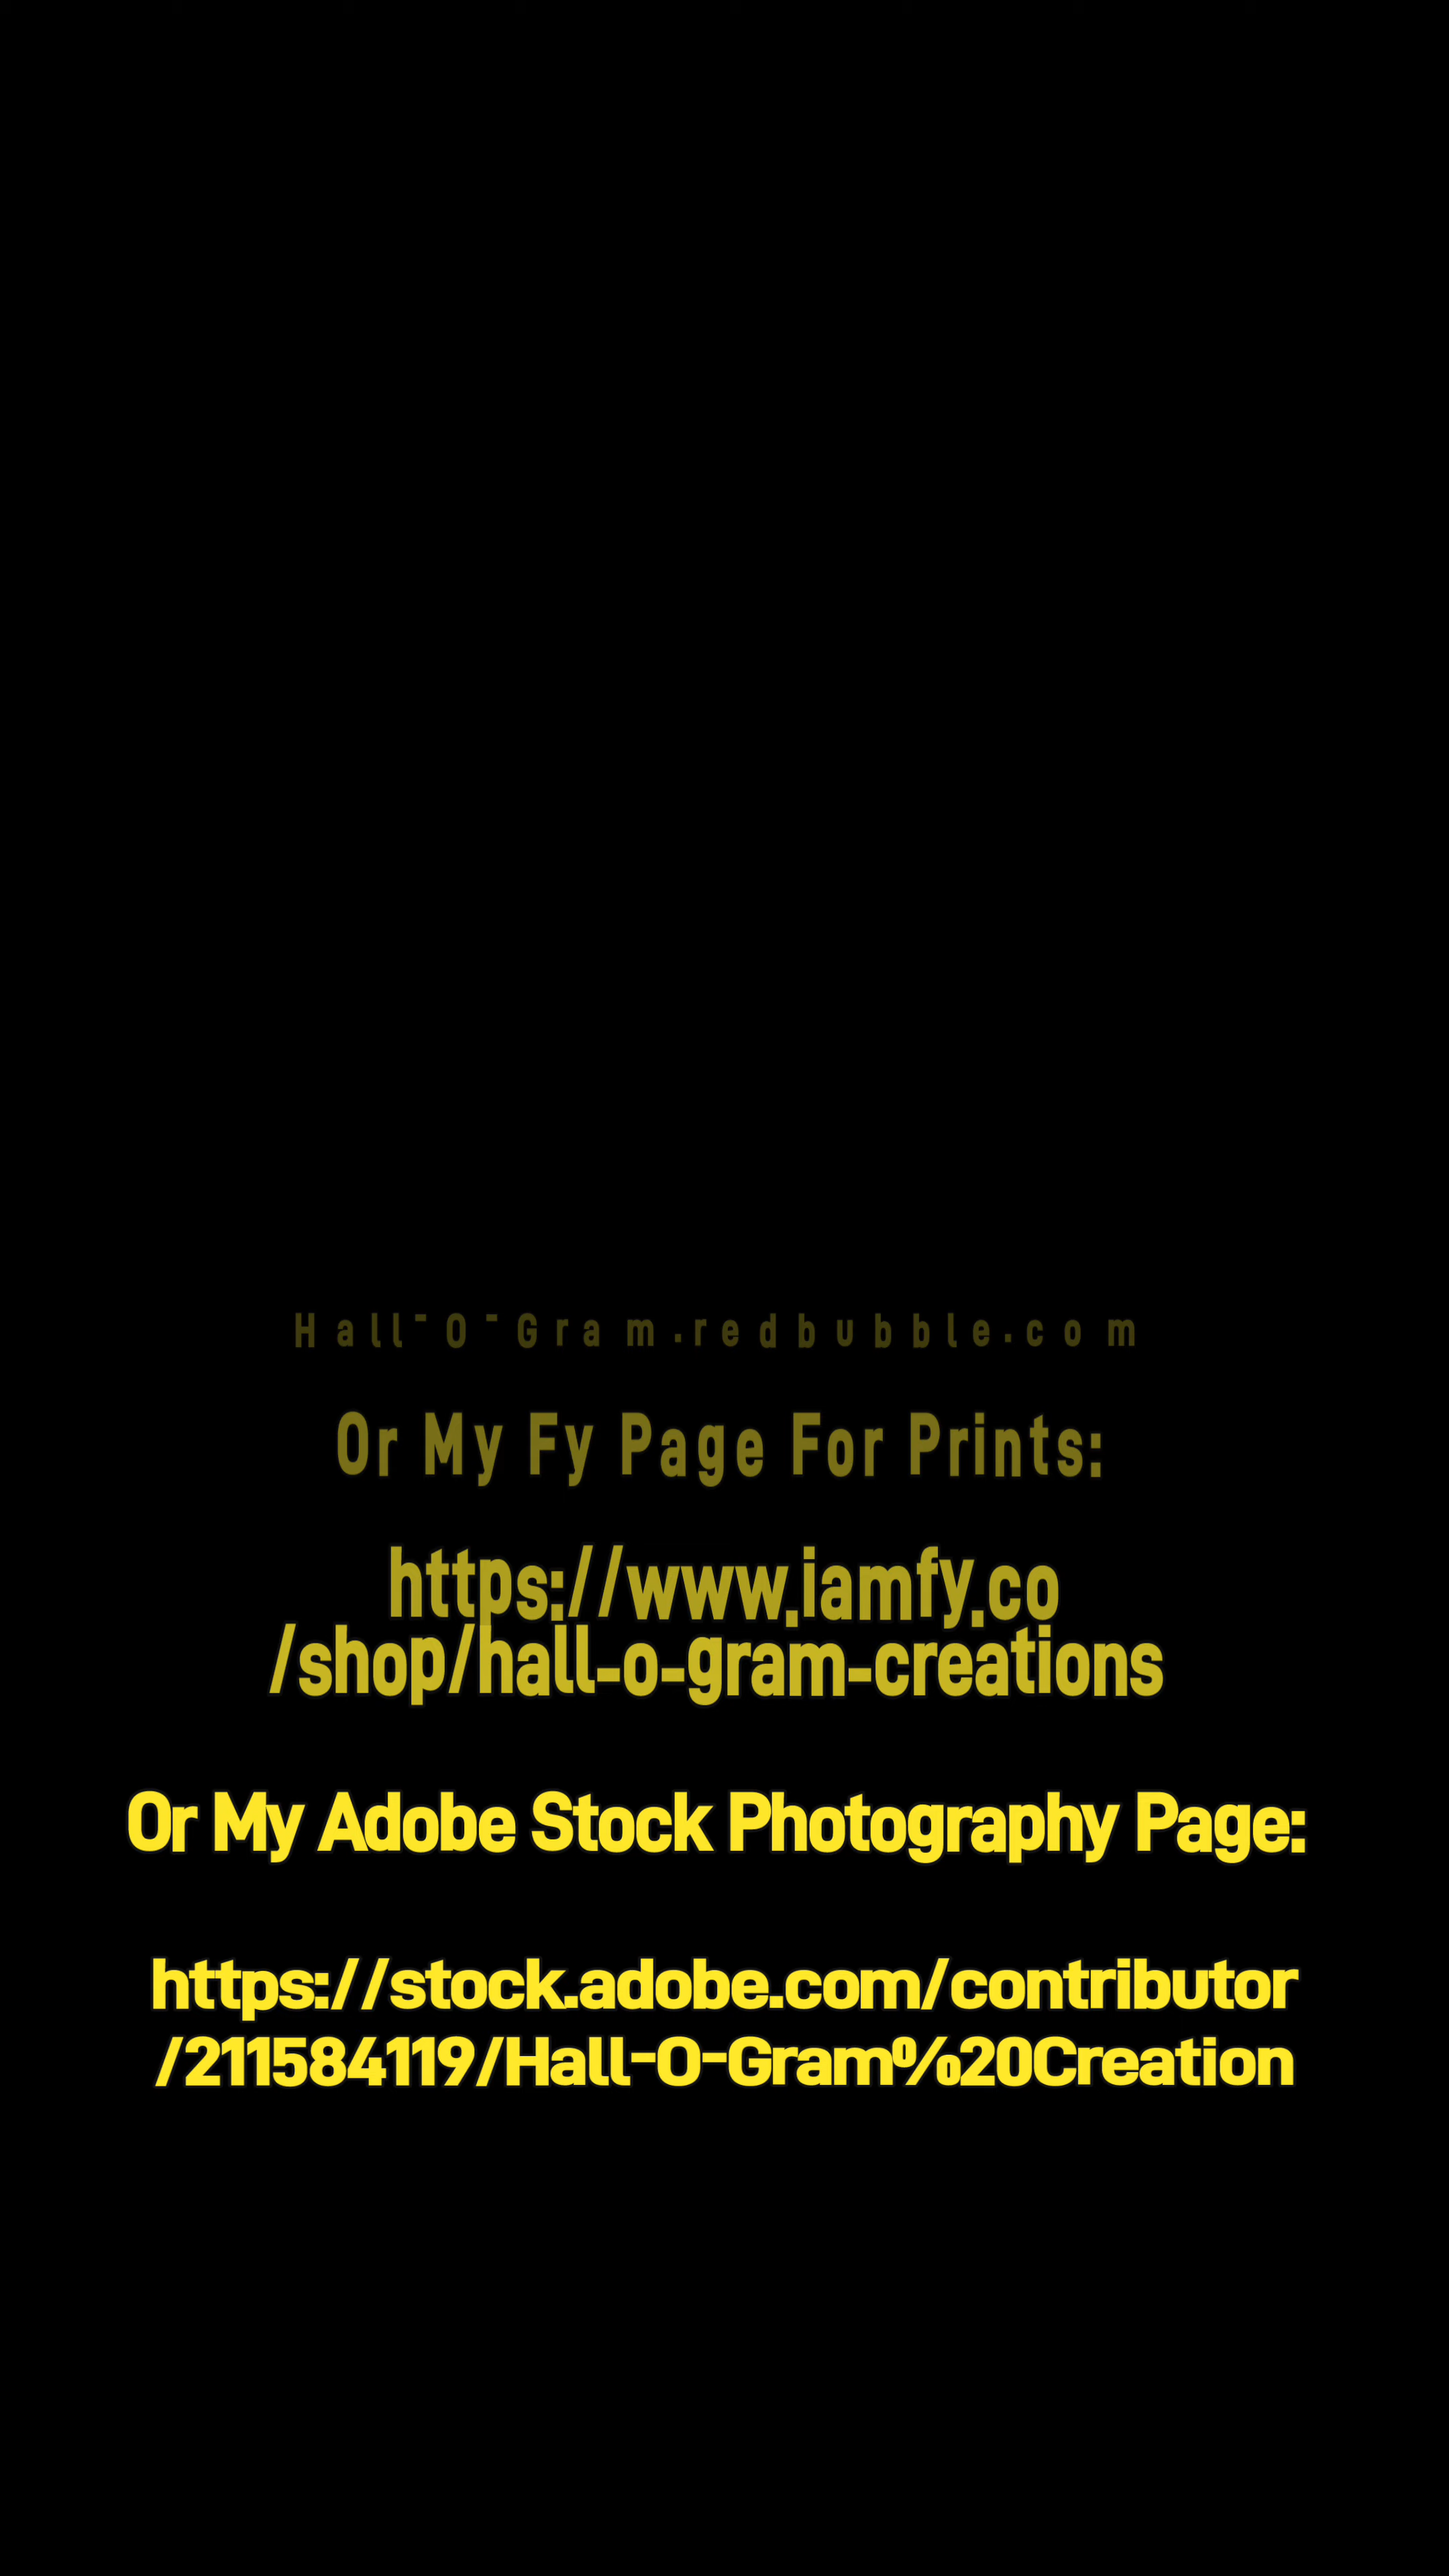 Hall-O-Gram.redbubble.com
Or My Fy Page For Prints:
https://www.iamfy.co
/shop/hall-o-gram-creations
Or My Adobe Stock Photography Page:
https://stock.adobe.com/contributor
/211584119/Hall-O-Gram%20Creation